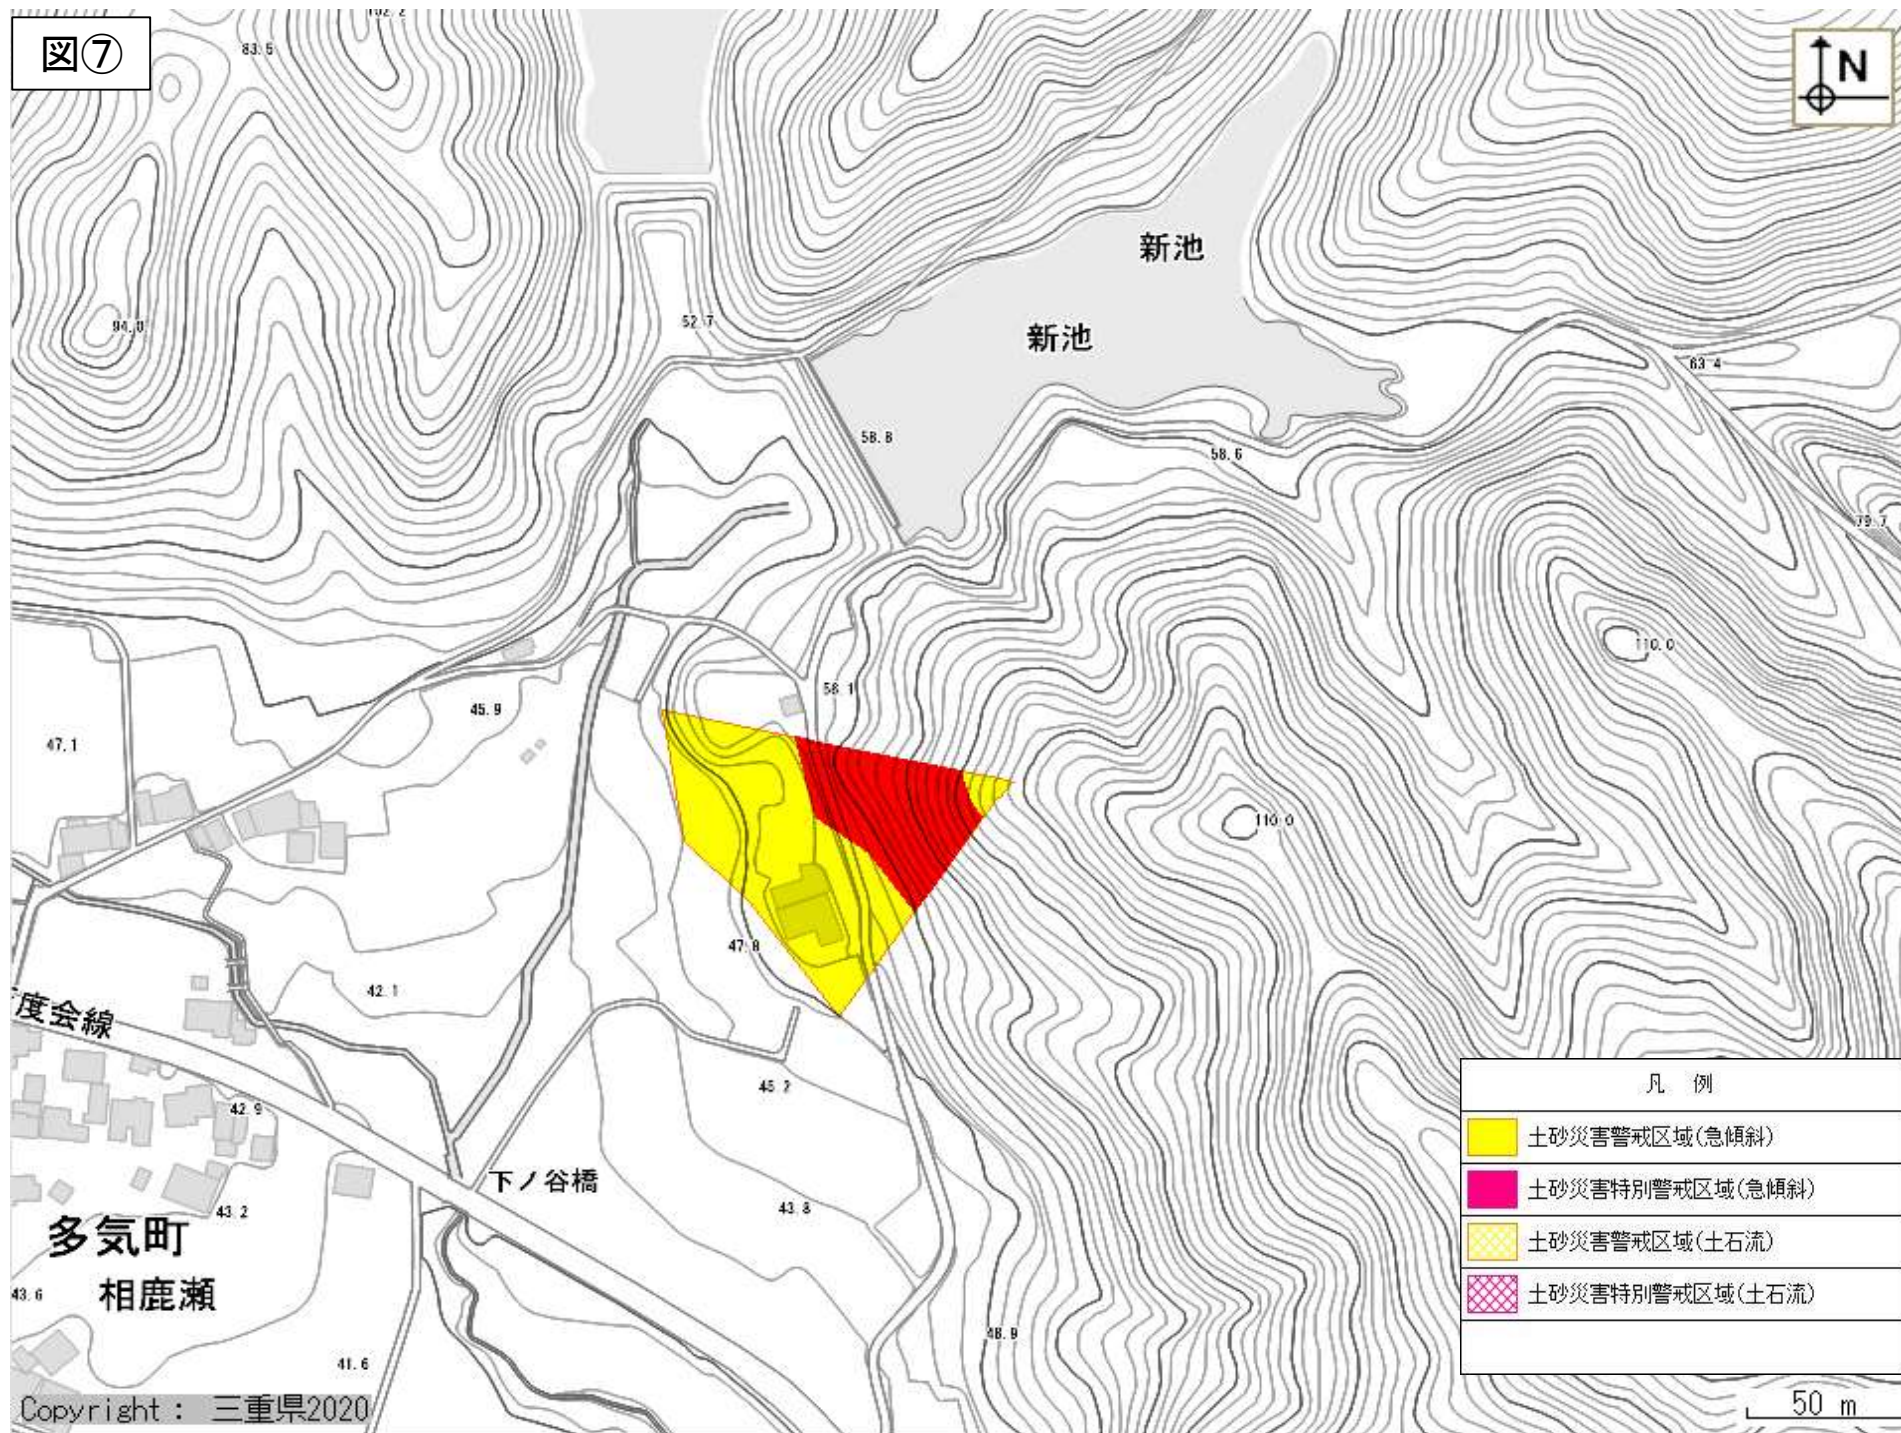 102.2
図⑦
83.5
N
新池
94.0
52.7
新池
63.4
58.8
58.6
79.7
110.0
58.1
45.9
47.1
110.0
47.8
42.1
度会線
凡 例
土砂災害警戒区域(急傾斜)
土砂災害特別警戒区域(急傾斜)
土砂災害警戒区域(土石流)
土砂災害特別警戒区域(土石流)
45.2
42.9
下ノ谷橋
43.8
43.2
多気町
相鹿瀬
43.6
48.9
41.6
Copyright : 三重県2020
50 m